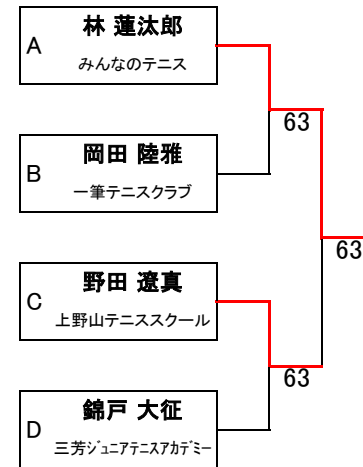 A
林 蓮汰郎
みんなのテニス
63
B
岡田 陸雅
一筆テニスクラブ
63
C
野田 遼真
上野山テニススクール
63
D
錦戸 大征
三芳ジュニアテニスアカデミー